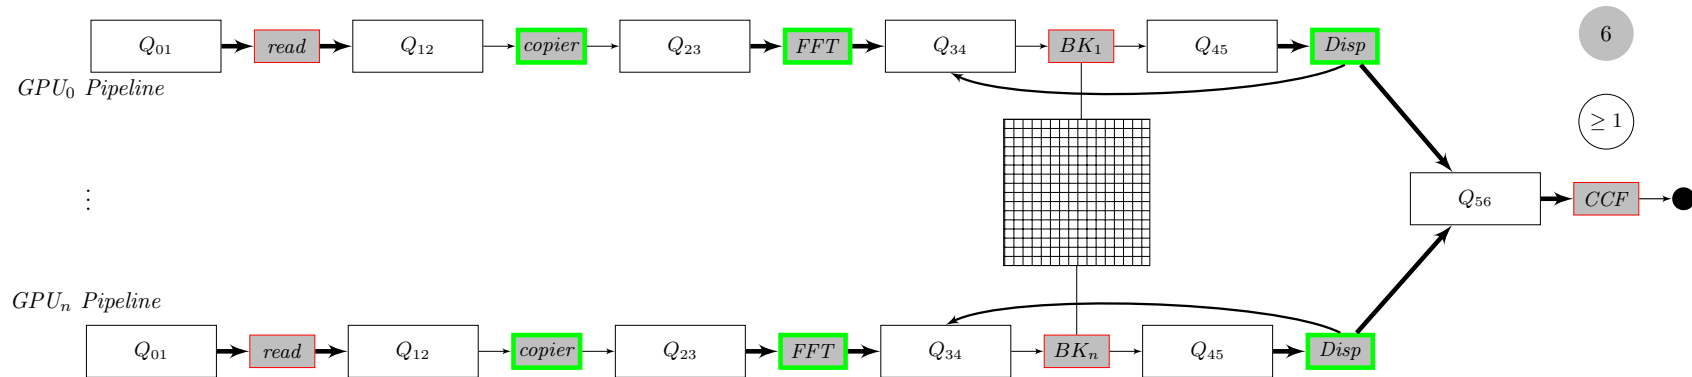 Q01 read Q12 copier Q23 FFT Q34 BK1 Q45 Disp 6
GPU0 Pipeline
≥ 1
⋮
Q56 CCF
GPUn Pipeline
Q01 read Q12 copier Q23 FFT Q34 BKn Q45 Disp